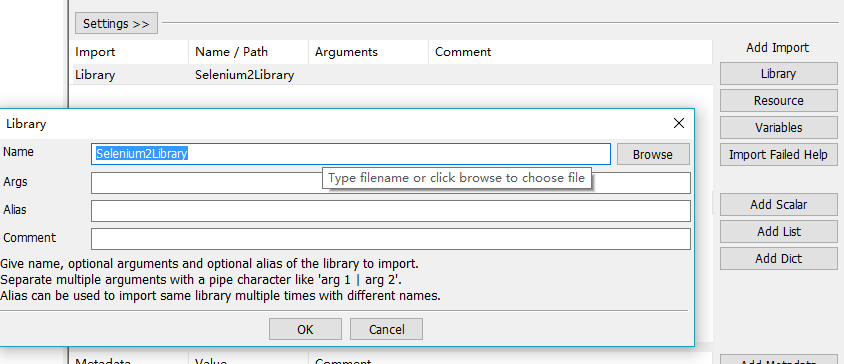 Settings >>
Import Name / Path Arguments Comment
Library Selenium2Library
Add Import
Library
Resource
Variables
Import Failed Help
Add Scalar
Add List
Add Dict
Library
Name Selenium2Library Browse
Type filename or click browse to choose file
Args
Alias
Comment
Give name, optional arguments and optional alias of the library to import.
Separate multiple arguments with a pipe character like 'arg 1 | arg 2'.
Alias can be used to import same library multiple times with different names.
OK Cancel
Metadata Value Comment
Add Metadata